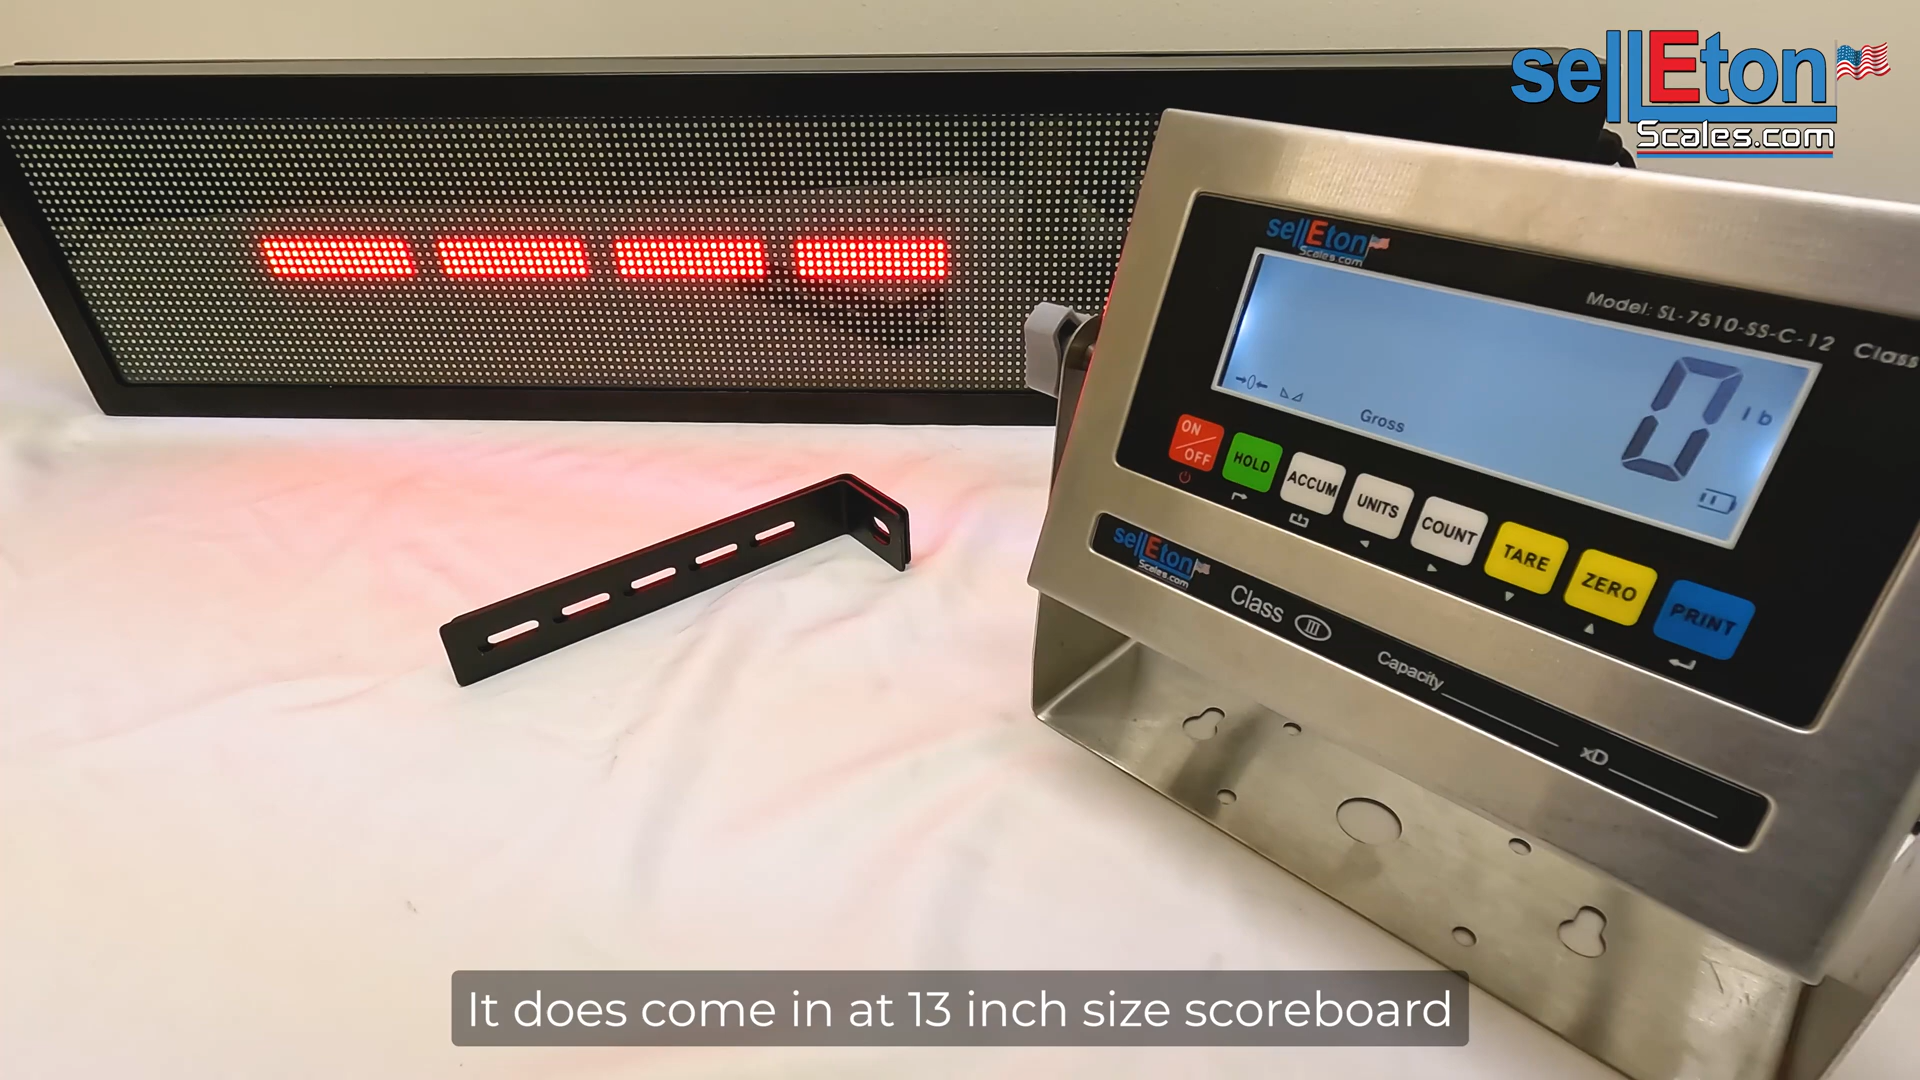 sellEton
Scales.com
sellEton
Scales.com
Model: SL-7510-SS-C-12 Class
→0←
Gross
0 lb
ON
OFF
HOLD
ACCUM
UNITS
COUNT
TARE
ZERO
PRINT
sellEton
Scales.com
Class III
Capacity
xD
It does come in at 13 inch size scoreboard